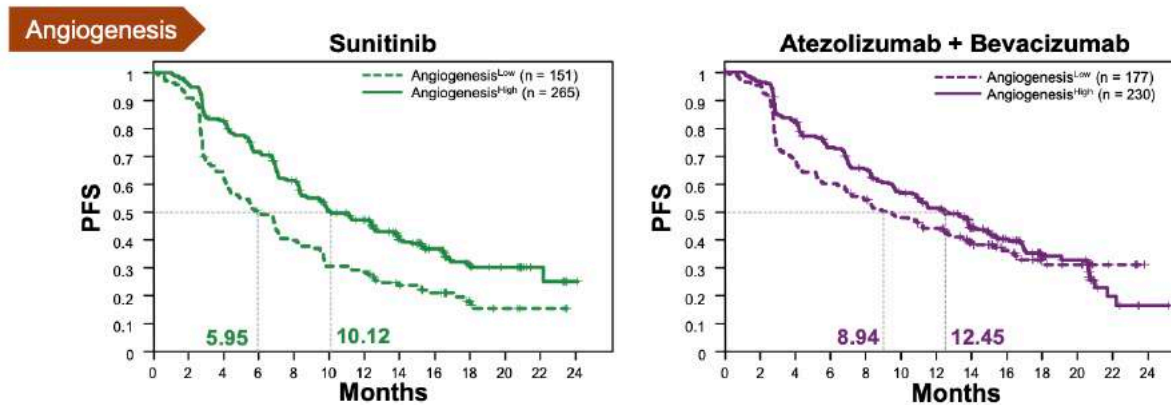 Angiogenesis
Sunitinib
Angiogenesis^Low (n = 151)
Angiogenesis^High (n = 265)
PFS
1
0.9
0.8
0.7
0.6
0.5
0.4
0.3
0.2
0.1
0
5.95
10.12
0 2 4 6 8 10 12 14 16 18 20 22 24
Months
Atezolizumab + Bevacizumab
Angiogenesis^Low (n = 177)
Angiogenesis^High (n = 230)
PFS
1
0.9
0.8
0.7
0.6
0.5
0.4
0.3
0.2
0.1
0
8.94
12.45
0 2 4 6 8 10 12 14 16 18 20 22 24
Months